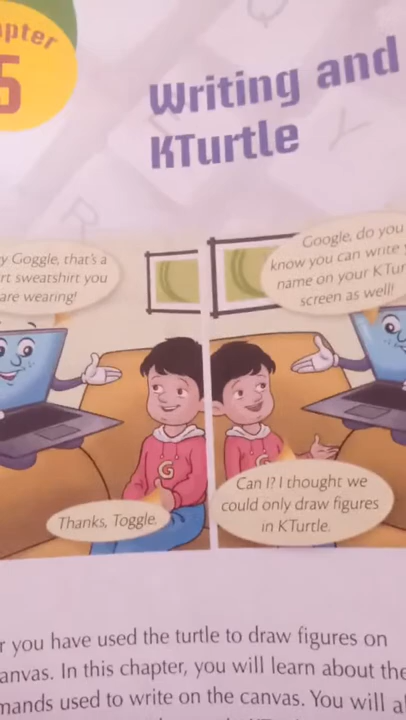 apter
5
Writing and
KTurtle
y Goggle, that's a
rt sweatshirt you
are wearing!
Google, do you
know you can write
name on your KTur
screen as well!
G
G
Thanks, Toggle.
Can I? I thought we
could only draw figures
in KTurtle.
r you have used the turtle to draw figures on
anvas. In this chapter, you will learn about the
mands used to write on the canvas. You will al